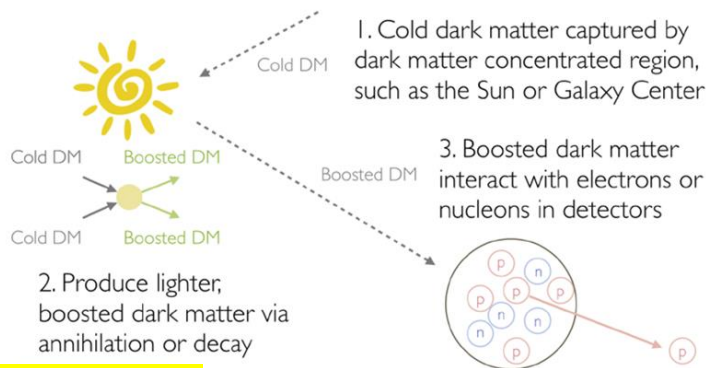 1. Cold dark matter captured by
dark matter concentrated region,
such as the Sun or Galaxy Center
Cold DM
Cold DM
Boosted DM
Cold DM
Boosted DM
2. Produce lighter,
boosted dark matter via
annihilation or decay
Boosted DM
3. Boosted dark matter
interact with electrons or
nucleons in detectors
p
n
p
p
p
n
n
n
p
p